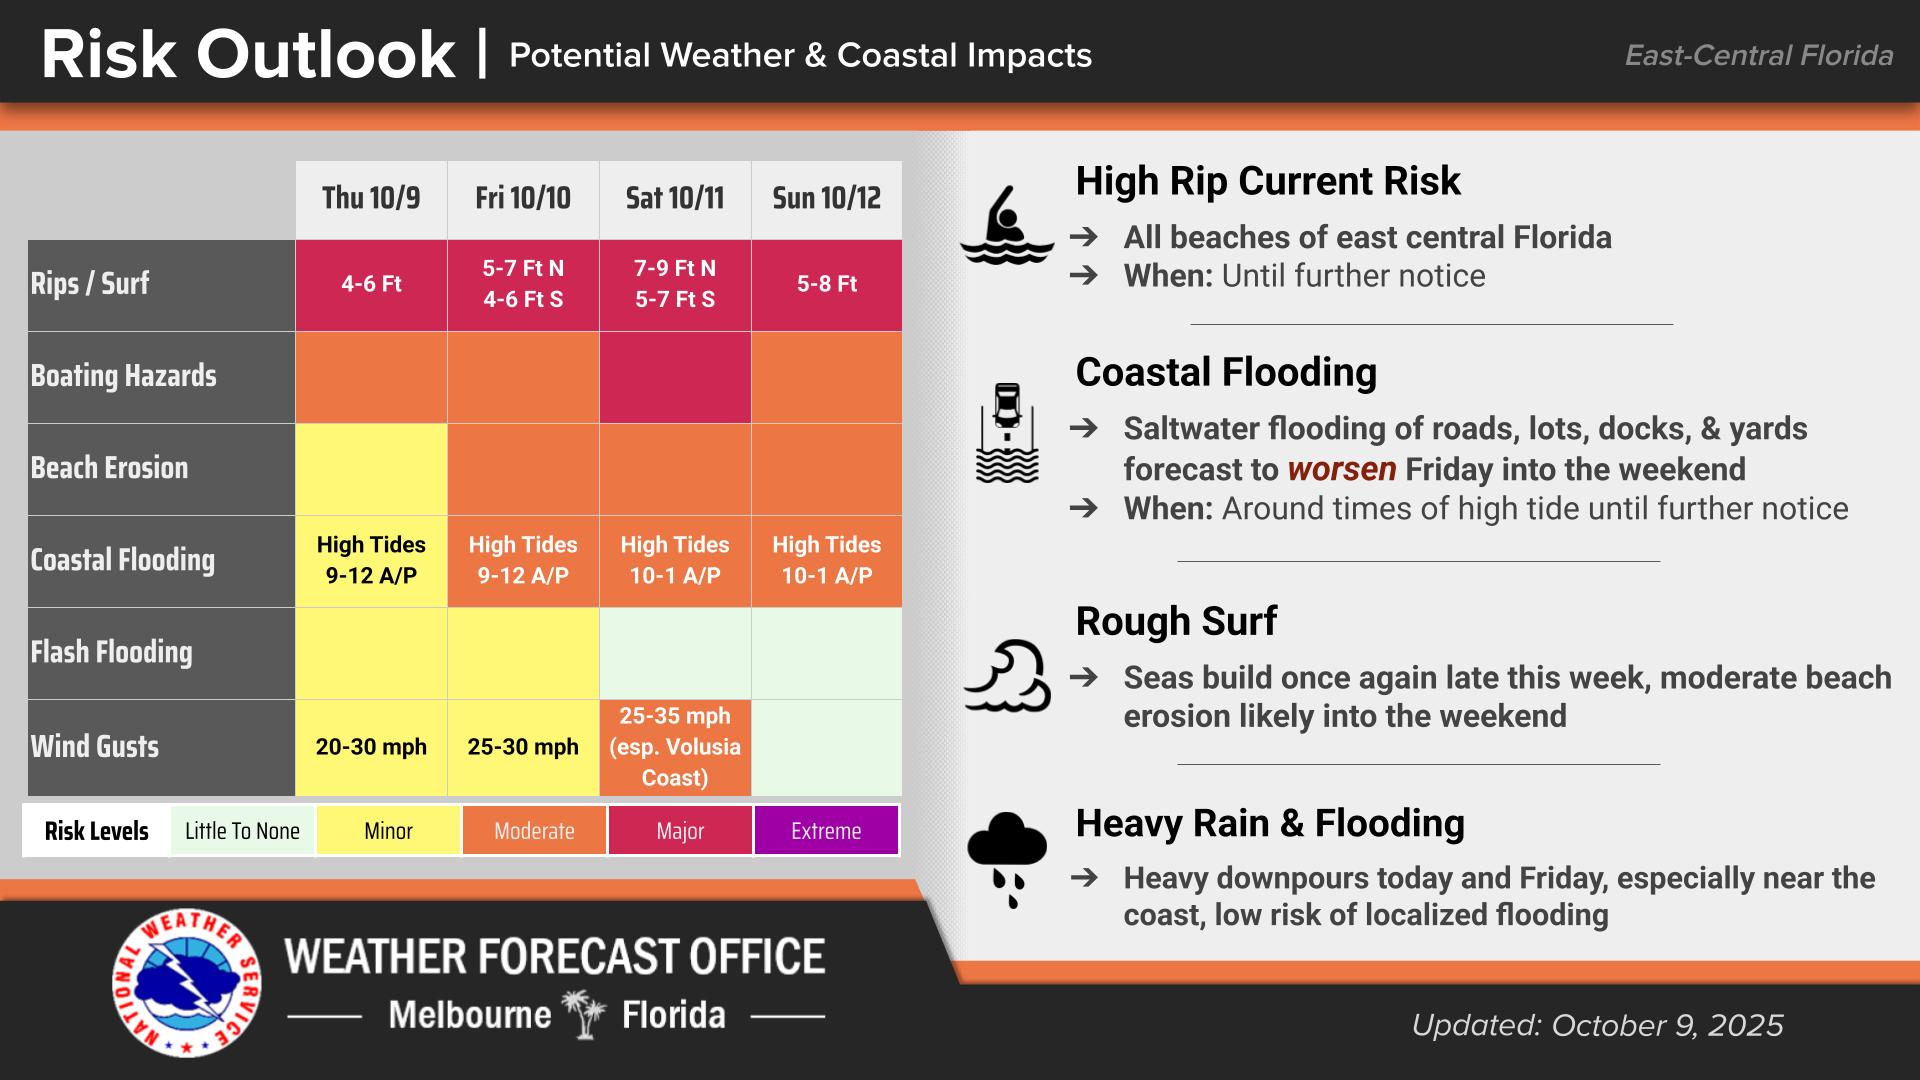 Risk Outlook | Potential Weather & Coastal Impacts
East-Central Florida
Thu 10/9 Fri 10/10 Sat 10/11 Sun 10/12
Rips / Surf
4-6 Ft
5-7 Ft N
4-6 Ft S
7-9 Ft N
5-7 Ft S
5-8 Ft
Boating Hazards
Beach Erosion
Coastal Flooding
High Tides
9-12 A/P
High Tides
9-12 A/P
High Tides
10-1 A/P
High Tides
10-1 A/P
Flash Flooding
Wind Gusts
20-30 mph
25-30 mph
25-35 mph
(esp. Volusia
Coast)
Risk Levels Little To None Minor Moderate Major Extreme
High Rip Current Risk
➔ All beaches of east central Florida
➔ When: Until further notice
Coastal Flooding
➔ Saltwater flooding of roads, lots, docks, & yards
forecast to worsen Friday into the weekend
➔ When: Around times of high tide until further notice
Rough Surf
➔ Seas build once again late this week, moderate beach
erosion likely into the weekend
Heavy Rain & Flooding
➔ Heavy downpours today and Friday, especially near the
coast, low risk of localized flooding
NATIONAL WEATHER SERVICE
WEATHER FORECAST OFFICE
Melbourne Florida
Updated: October 9, 2025